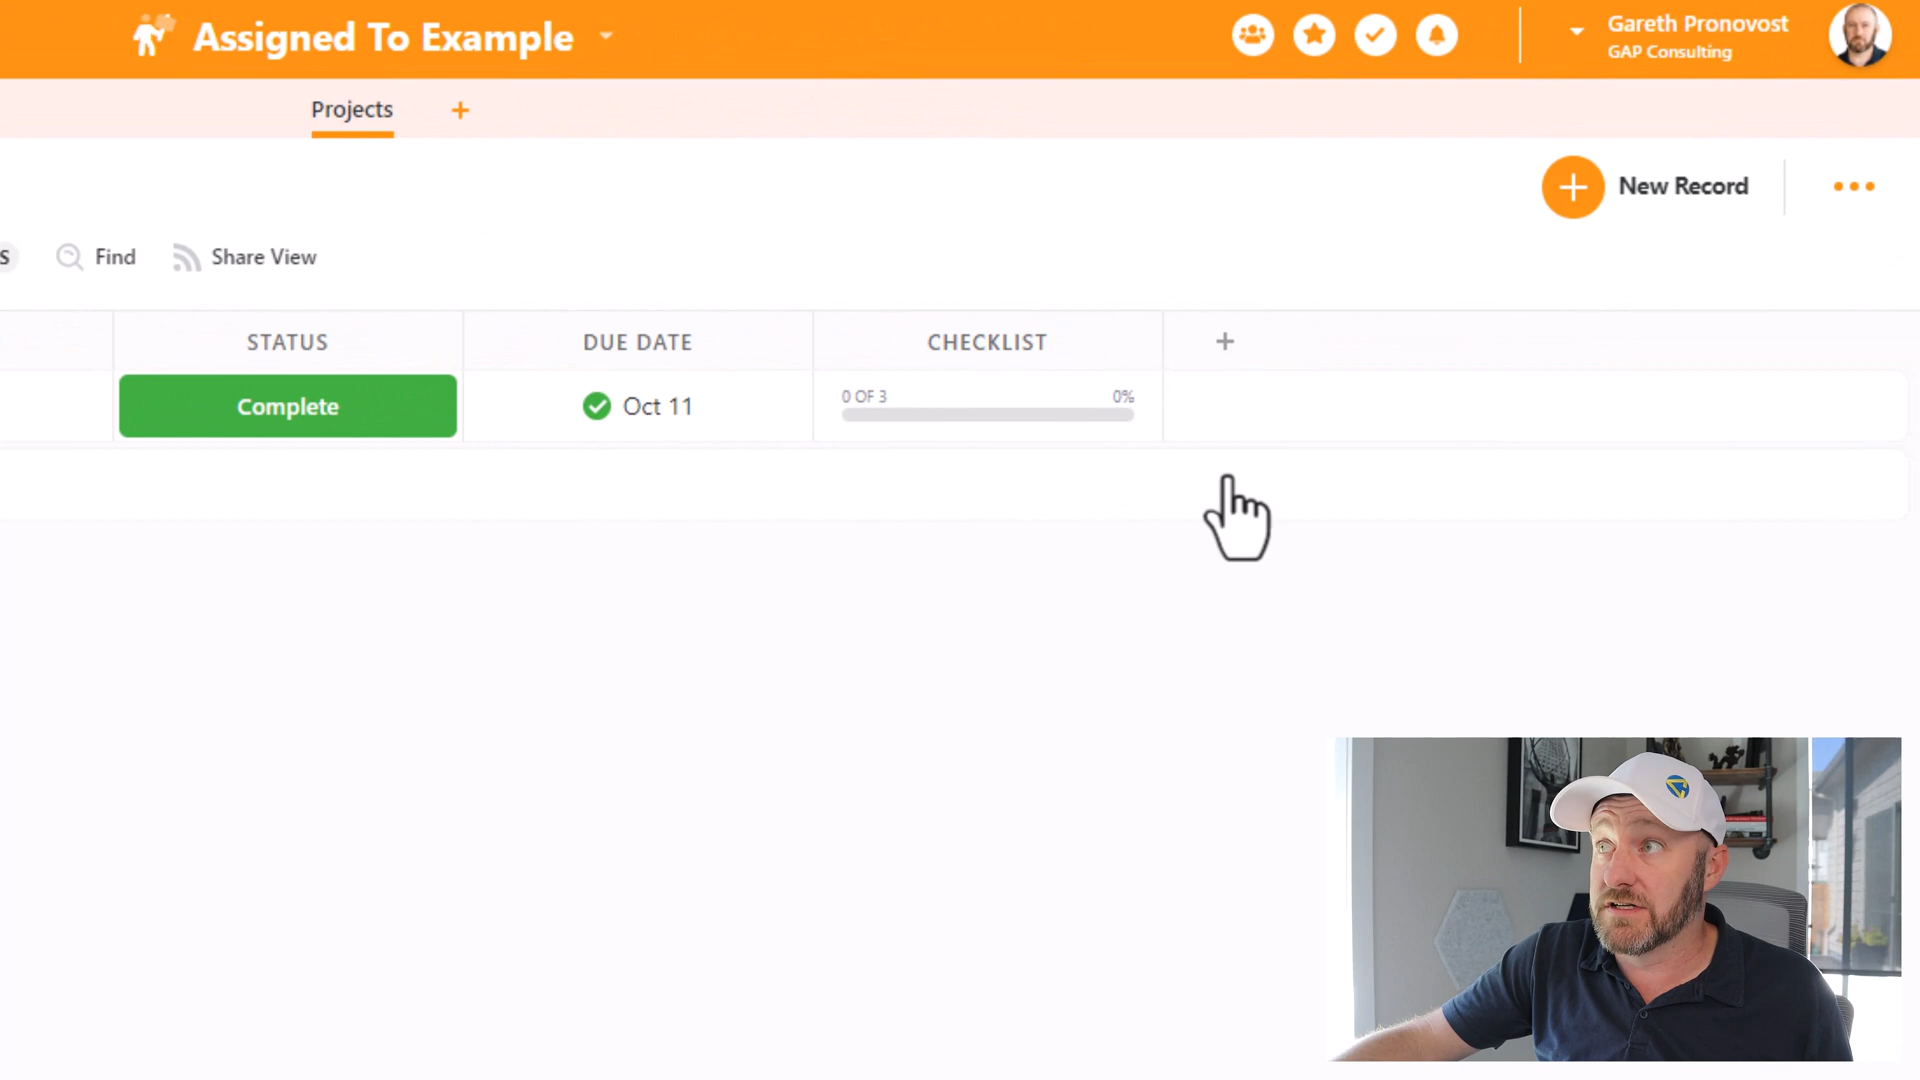 Assigned To Example
Gareth Pronovost
GAP Consulting
Projects
New Record
S
Find
Share View
STATUS
DUE DATE
CHECKLIST
Complete
Oct 11
0 OF 3
0%